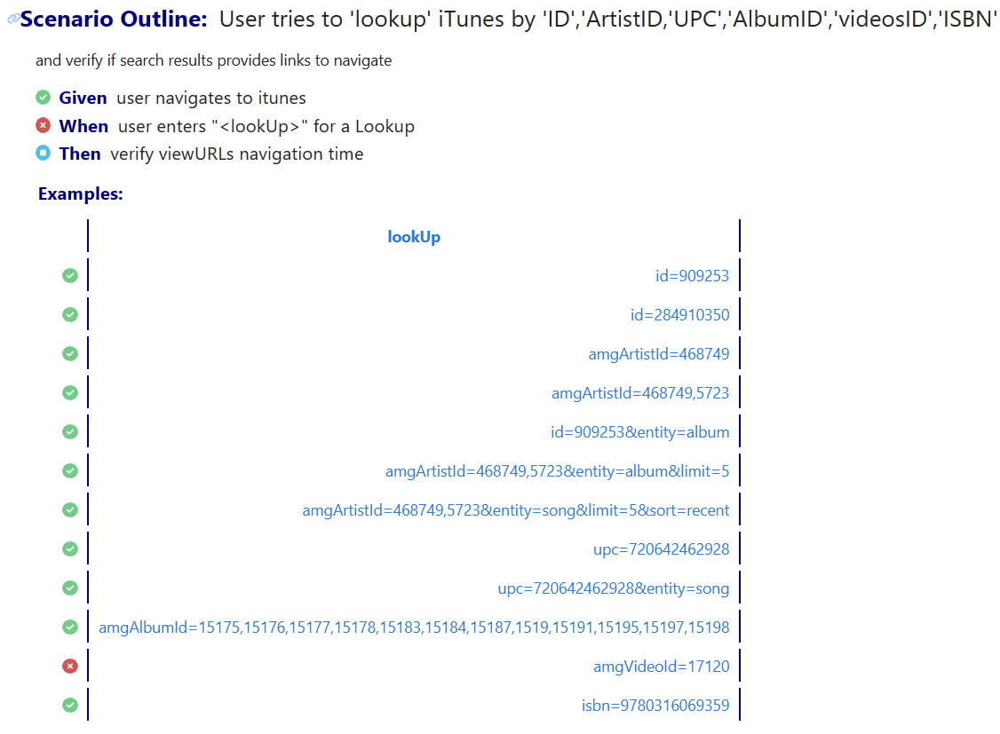 Scenario Outline: User tries to 'lookup' iTunes by 'ID','ArtistID,'UPC','AlbumID','videosID','ISBN'
and verify if search results provides links to navigate
Given user navigates to itunes
When user enters "<lookUp>" for a Lookup
Then verify viewURLs navigation time
Examples:
lookUp
id=909253
id=284910350
amgArtistId=468749
amgArtistId=468749,5723
id=909253&entity=album
amgArtistId=468749,5723&entity=album&limit=5
amgArtistId=468749,5723&entity=song&limit=5&sort=recent
upc=720642462928
upc=720642462928&entity=song
amgAlbumId=15175,15176,15177,15178,15183,15184,15187,1519,15191,15195,15197,15198
amgVideoId=17120
isbn=9780316069359